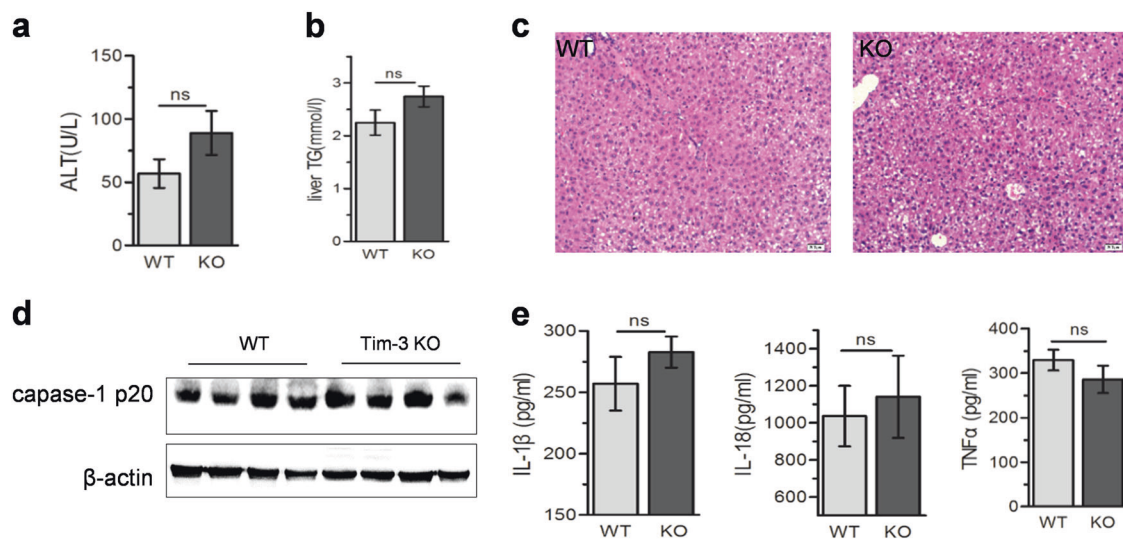 a
ALT(U/L)
150
100
50
0
ns
WT KO
b
liver TG(mmol/l)
3
2
1
0
ns
WT KO
c
WT
KO
d
WT Tim-3 KO
capase-1 p20
β-actin
e
IL-1β (pg/ml)
300
250
200
150
ns
WT KO
IL-18(pg/ml)
1400
1200
1000
800
600
ns
WT KO
TNFα (pg/ml)
400
300
200
100
0
ns
WT KO